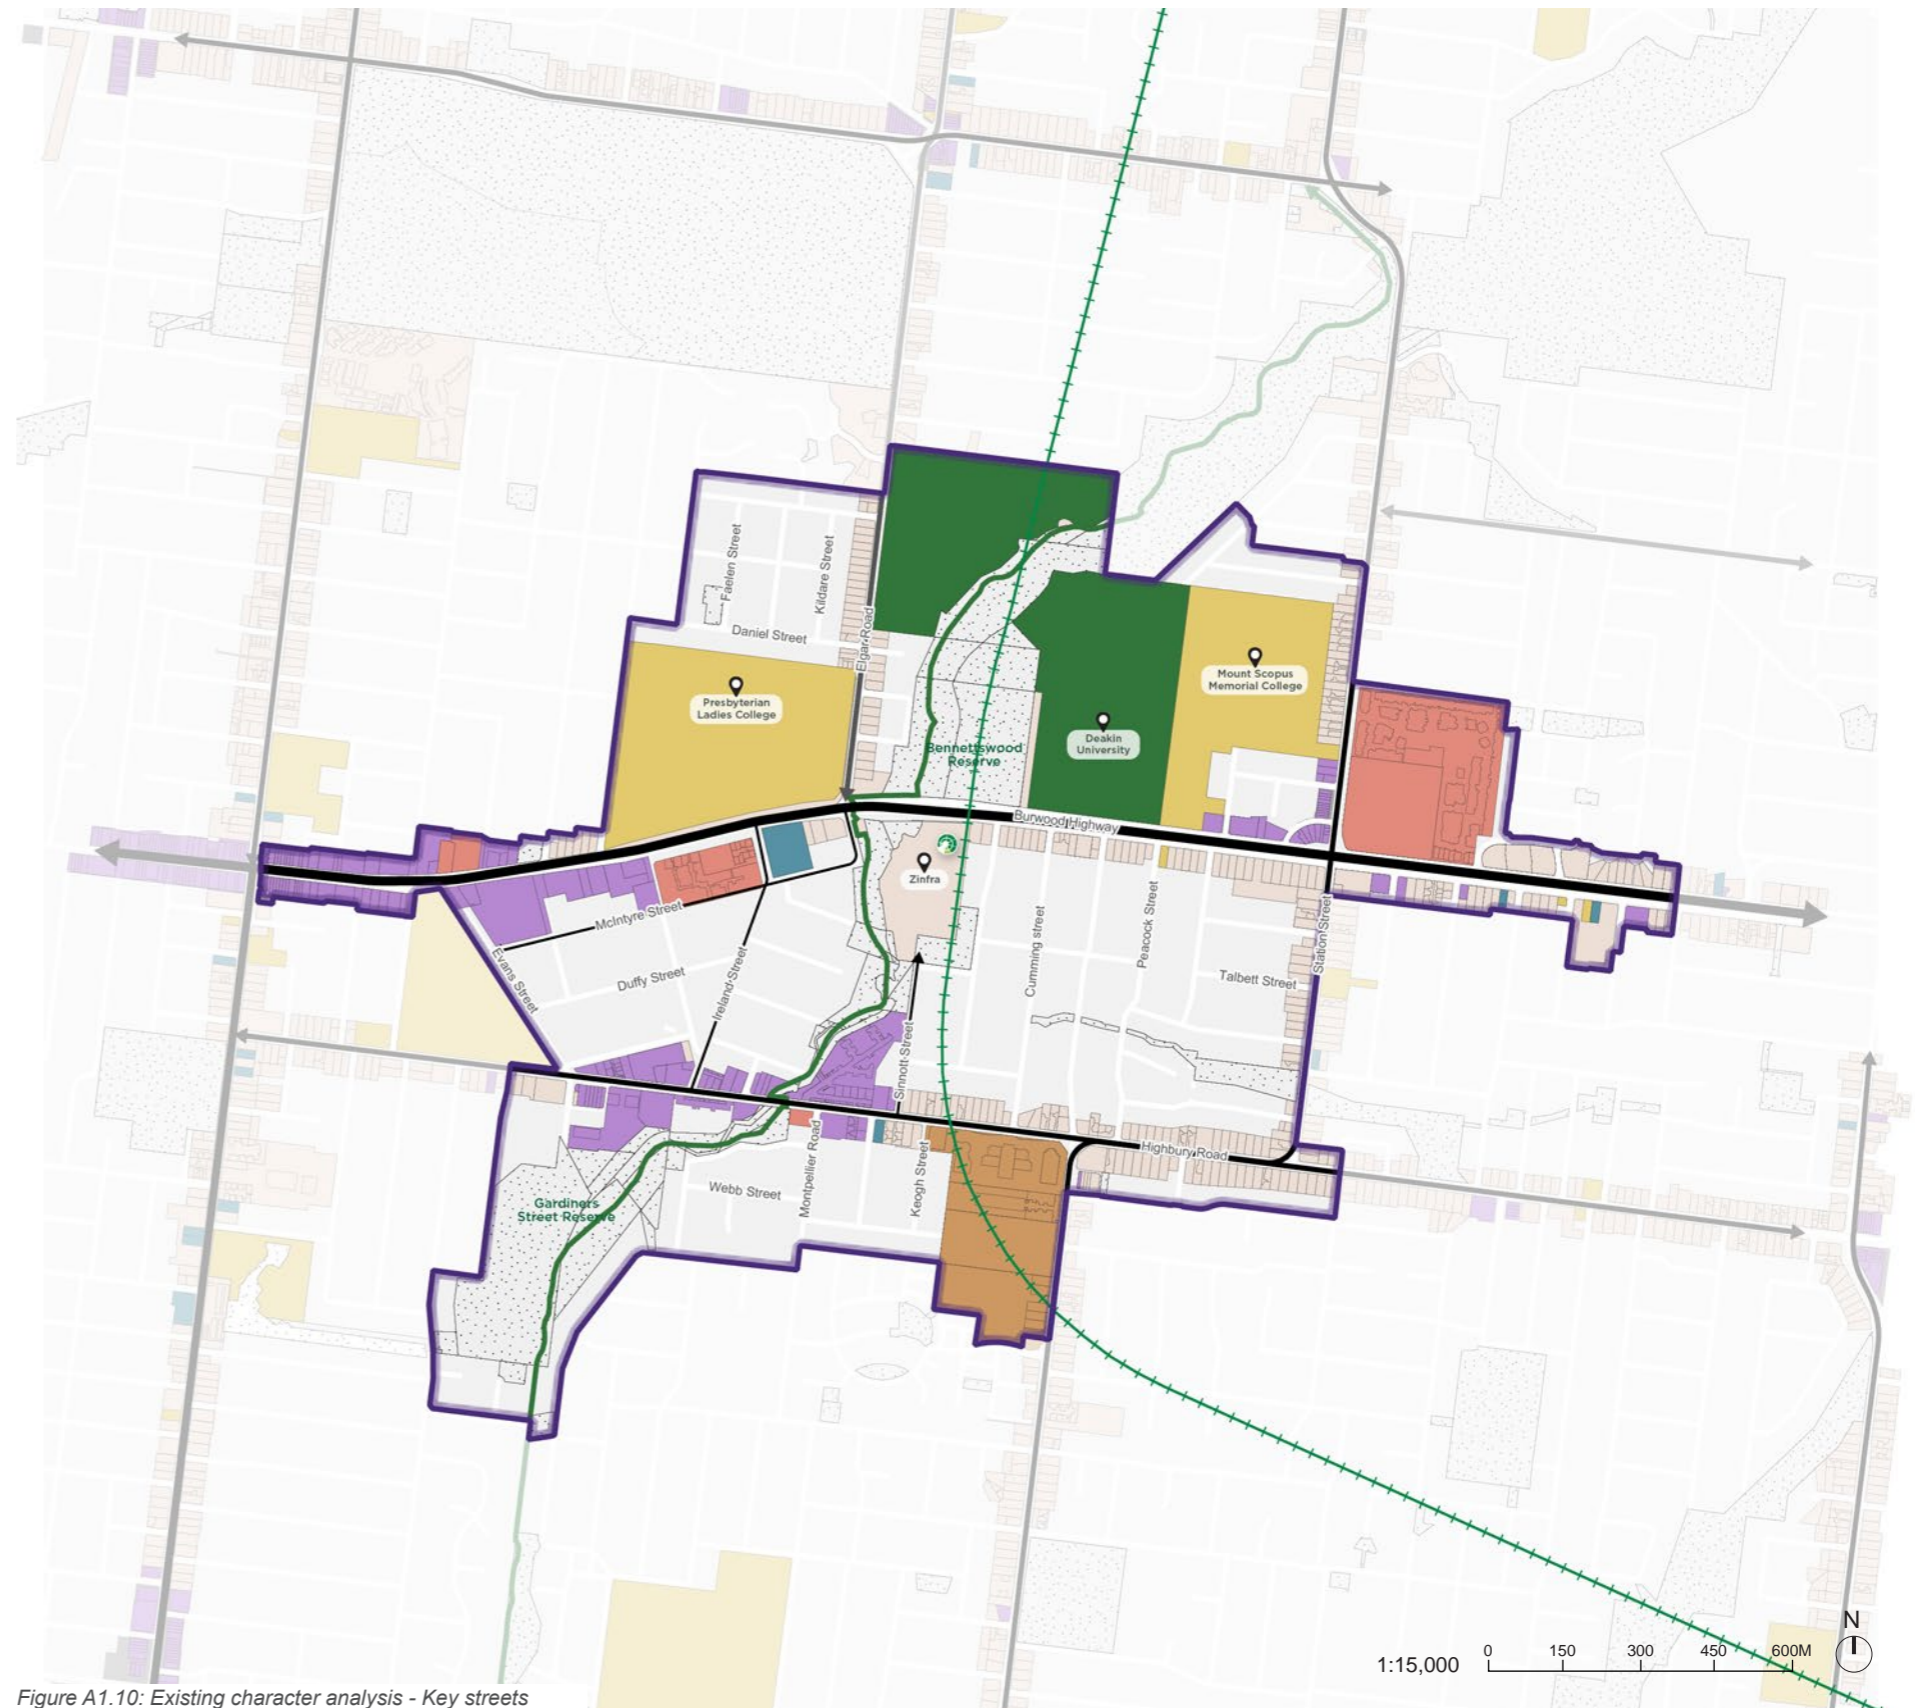 Faelen Street
Kildare Street
Daniel Street
Elgar Road
Presbyterian
Ladies College
Mount Scopus
Memorial College
Deakin
University
Bennettswood
Reserve
Burwood Highway
Zinfra
McIntyre Street
Evans Street
Duffy Street
Ireland Street
Cumming street
Peacock Street
Talbett Street
Station Street
Sinnott Street
Highbury Road
Montpellier Road
Keogh Street
Webb Street
Gardiners
Street Reserve
N
1:15,000
0 150 300 450 600M
Figure A1.10: Existing character analysis - Key streets